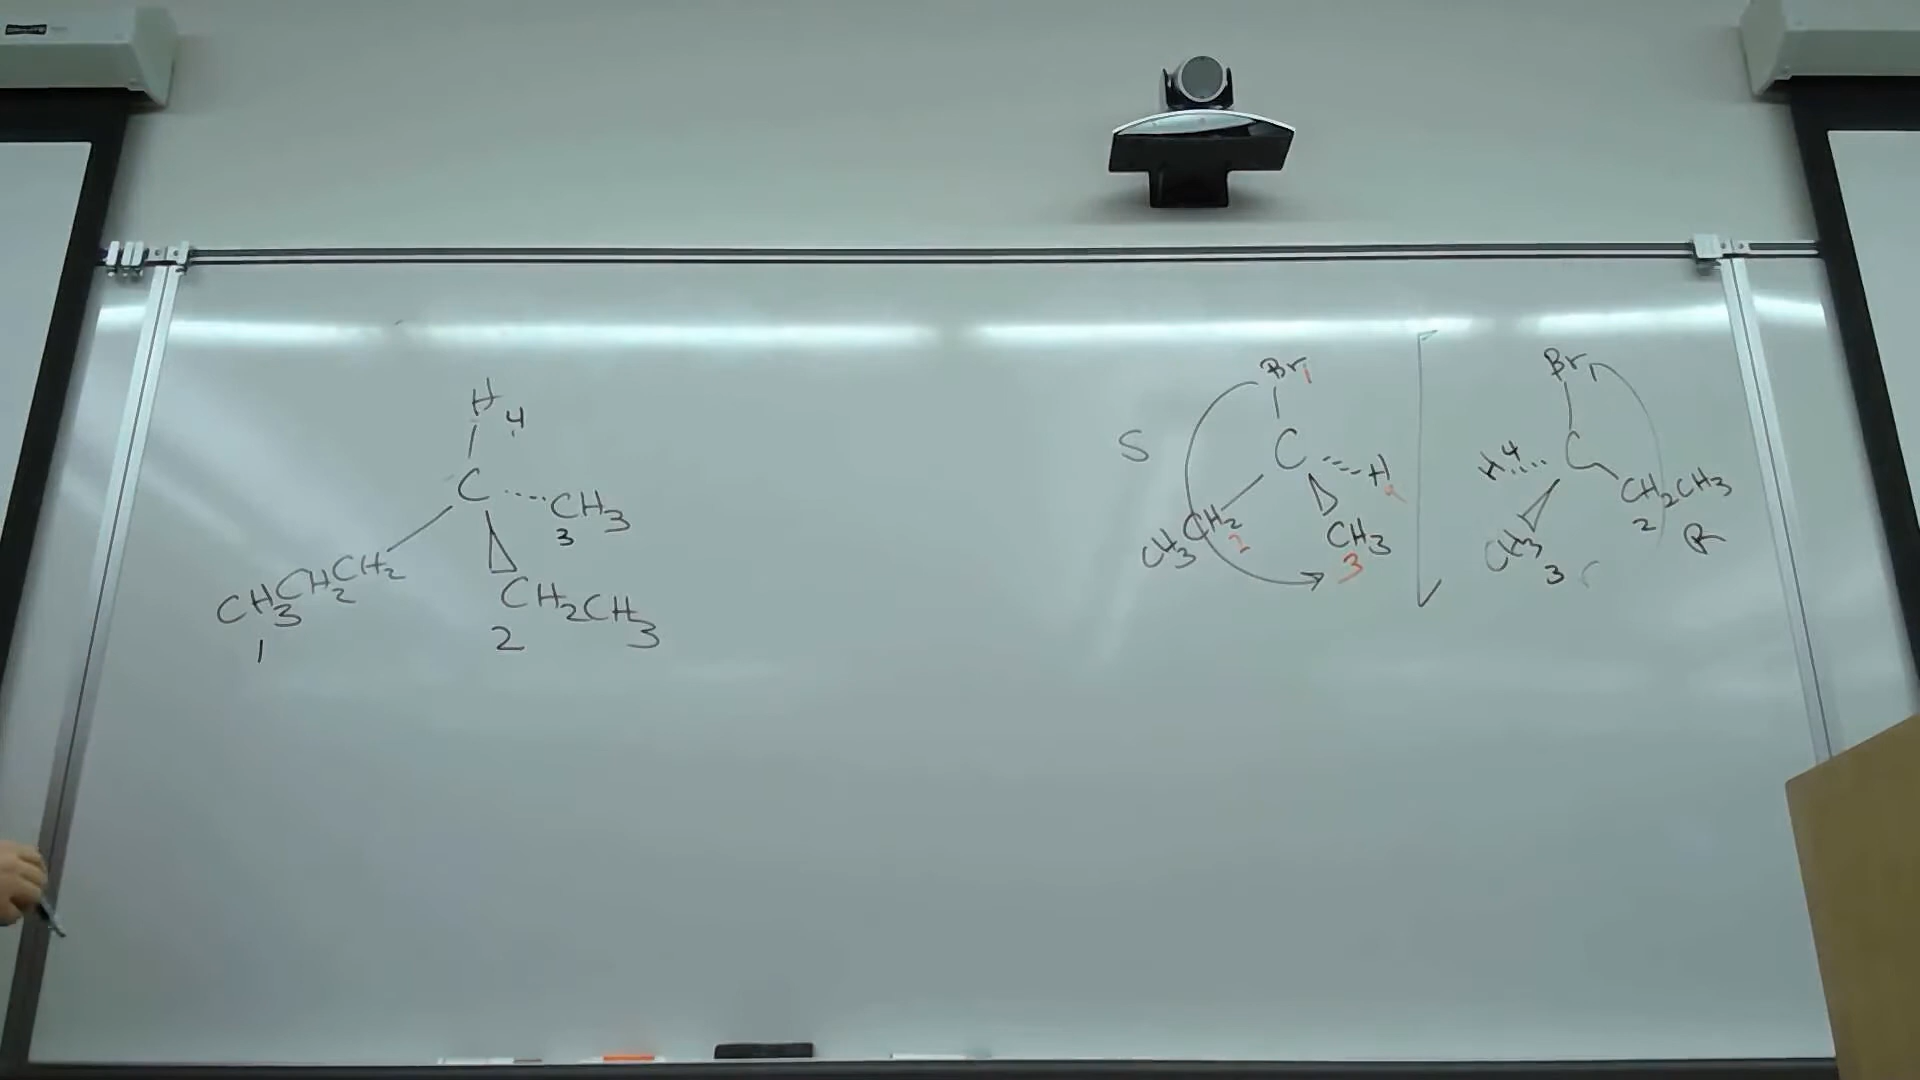 H 4
C CH3
3
CH3CH2CH2
1
CH2CH3
2
S
Br 1
C H 4
CH3CH2
2
CH3
3
Br 1
H 4 C
CH2CH3
2
CH3
3
R